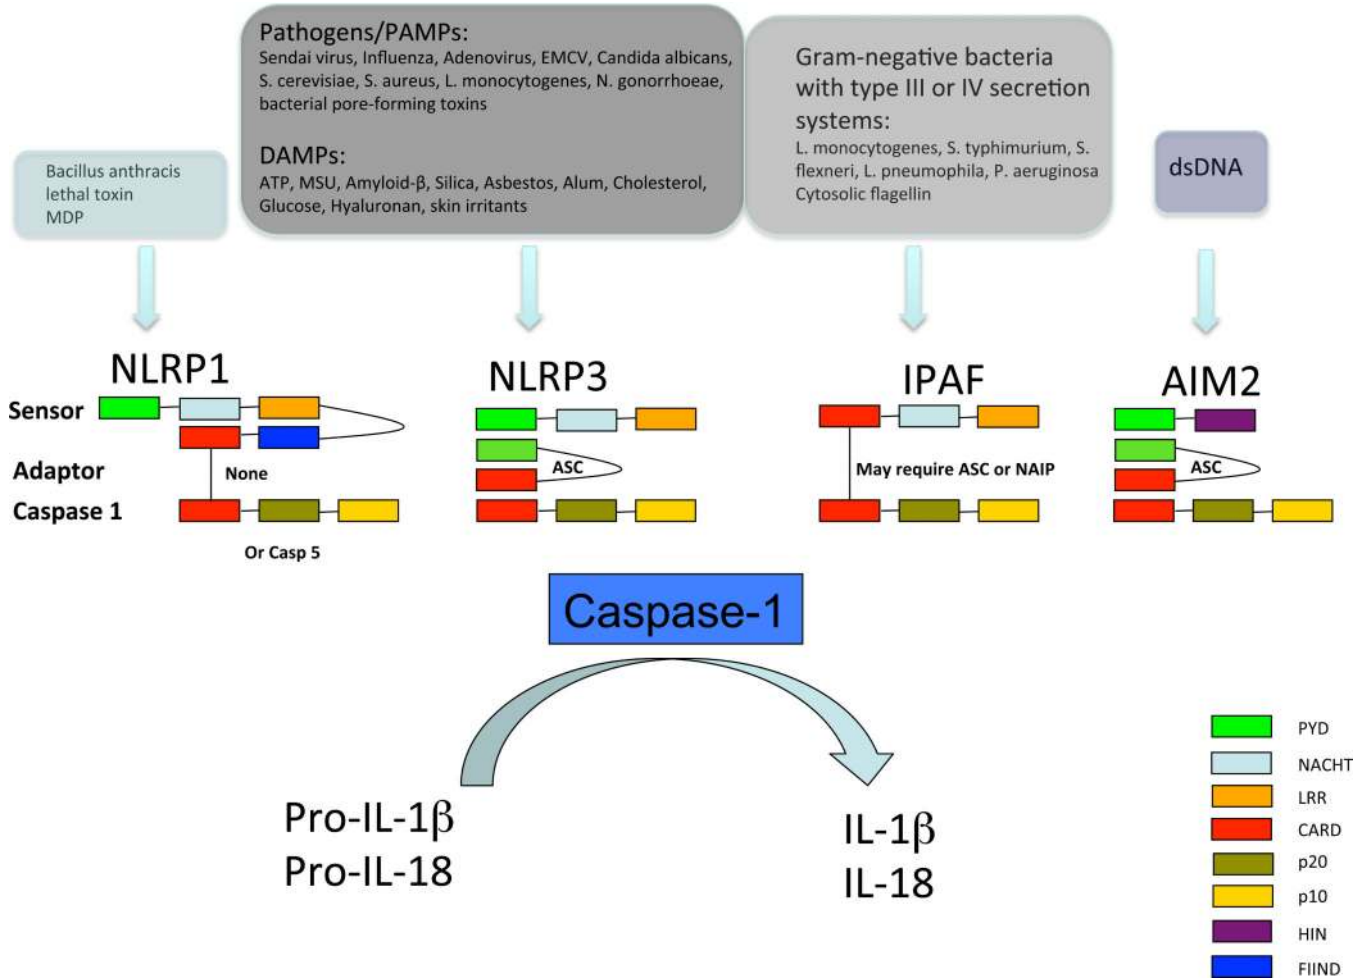 Pathogens/PAMPs:
Sendai virus, Influenza, Adenovirus, EMCV, Candida albicans,
S. cerevisiae, S. aureus, L. monocytogenes, N. gonorrhoeae,
bacterial pore-forming toxins
DAMPs:
ATP, MSU, Amyloid-β, Silica, Asbestos, Alum, Cholesterol,
Glucose, Hyaluronan, skin irritants
Gram-negative bacteria
with type III or IV secretion
systems:
L. monocytogenes, S. typhimurium, S.
flexneri, L. pneumophila, P. aeruginosa
Cytosolic flagellin
Bacillus anthracis
lethal toxin
MDP
dsDNA
NLRP1
NLRP3
IPAF
AIM2
Sensor
Adaptor
None
ASC
May require ASC or NAIP
ASC
Caspase 1
Or Casp 5
Caspase-1
Pro-IL-1β
Pro-IL-18
IL-1β
IL-18
PYD
NACHT
LRR
CARD
p20
p10
HIN
FIIND